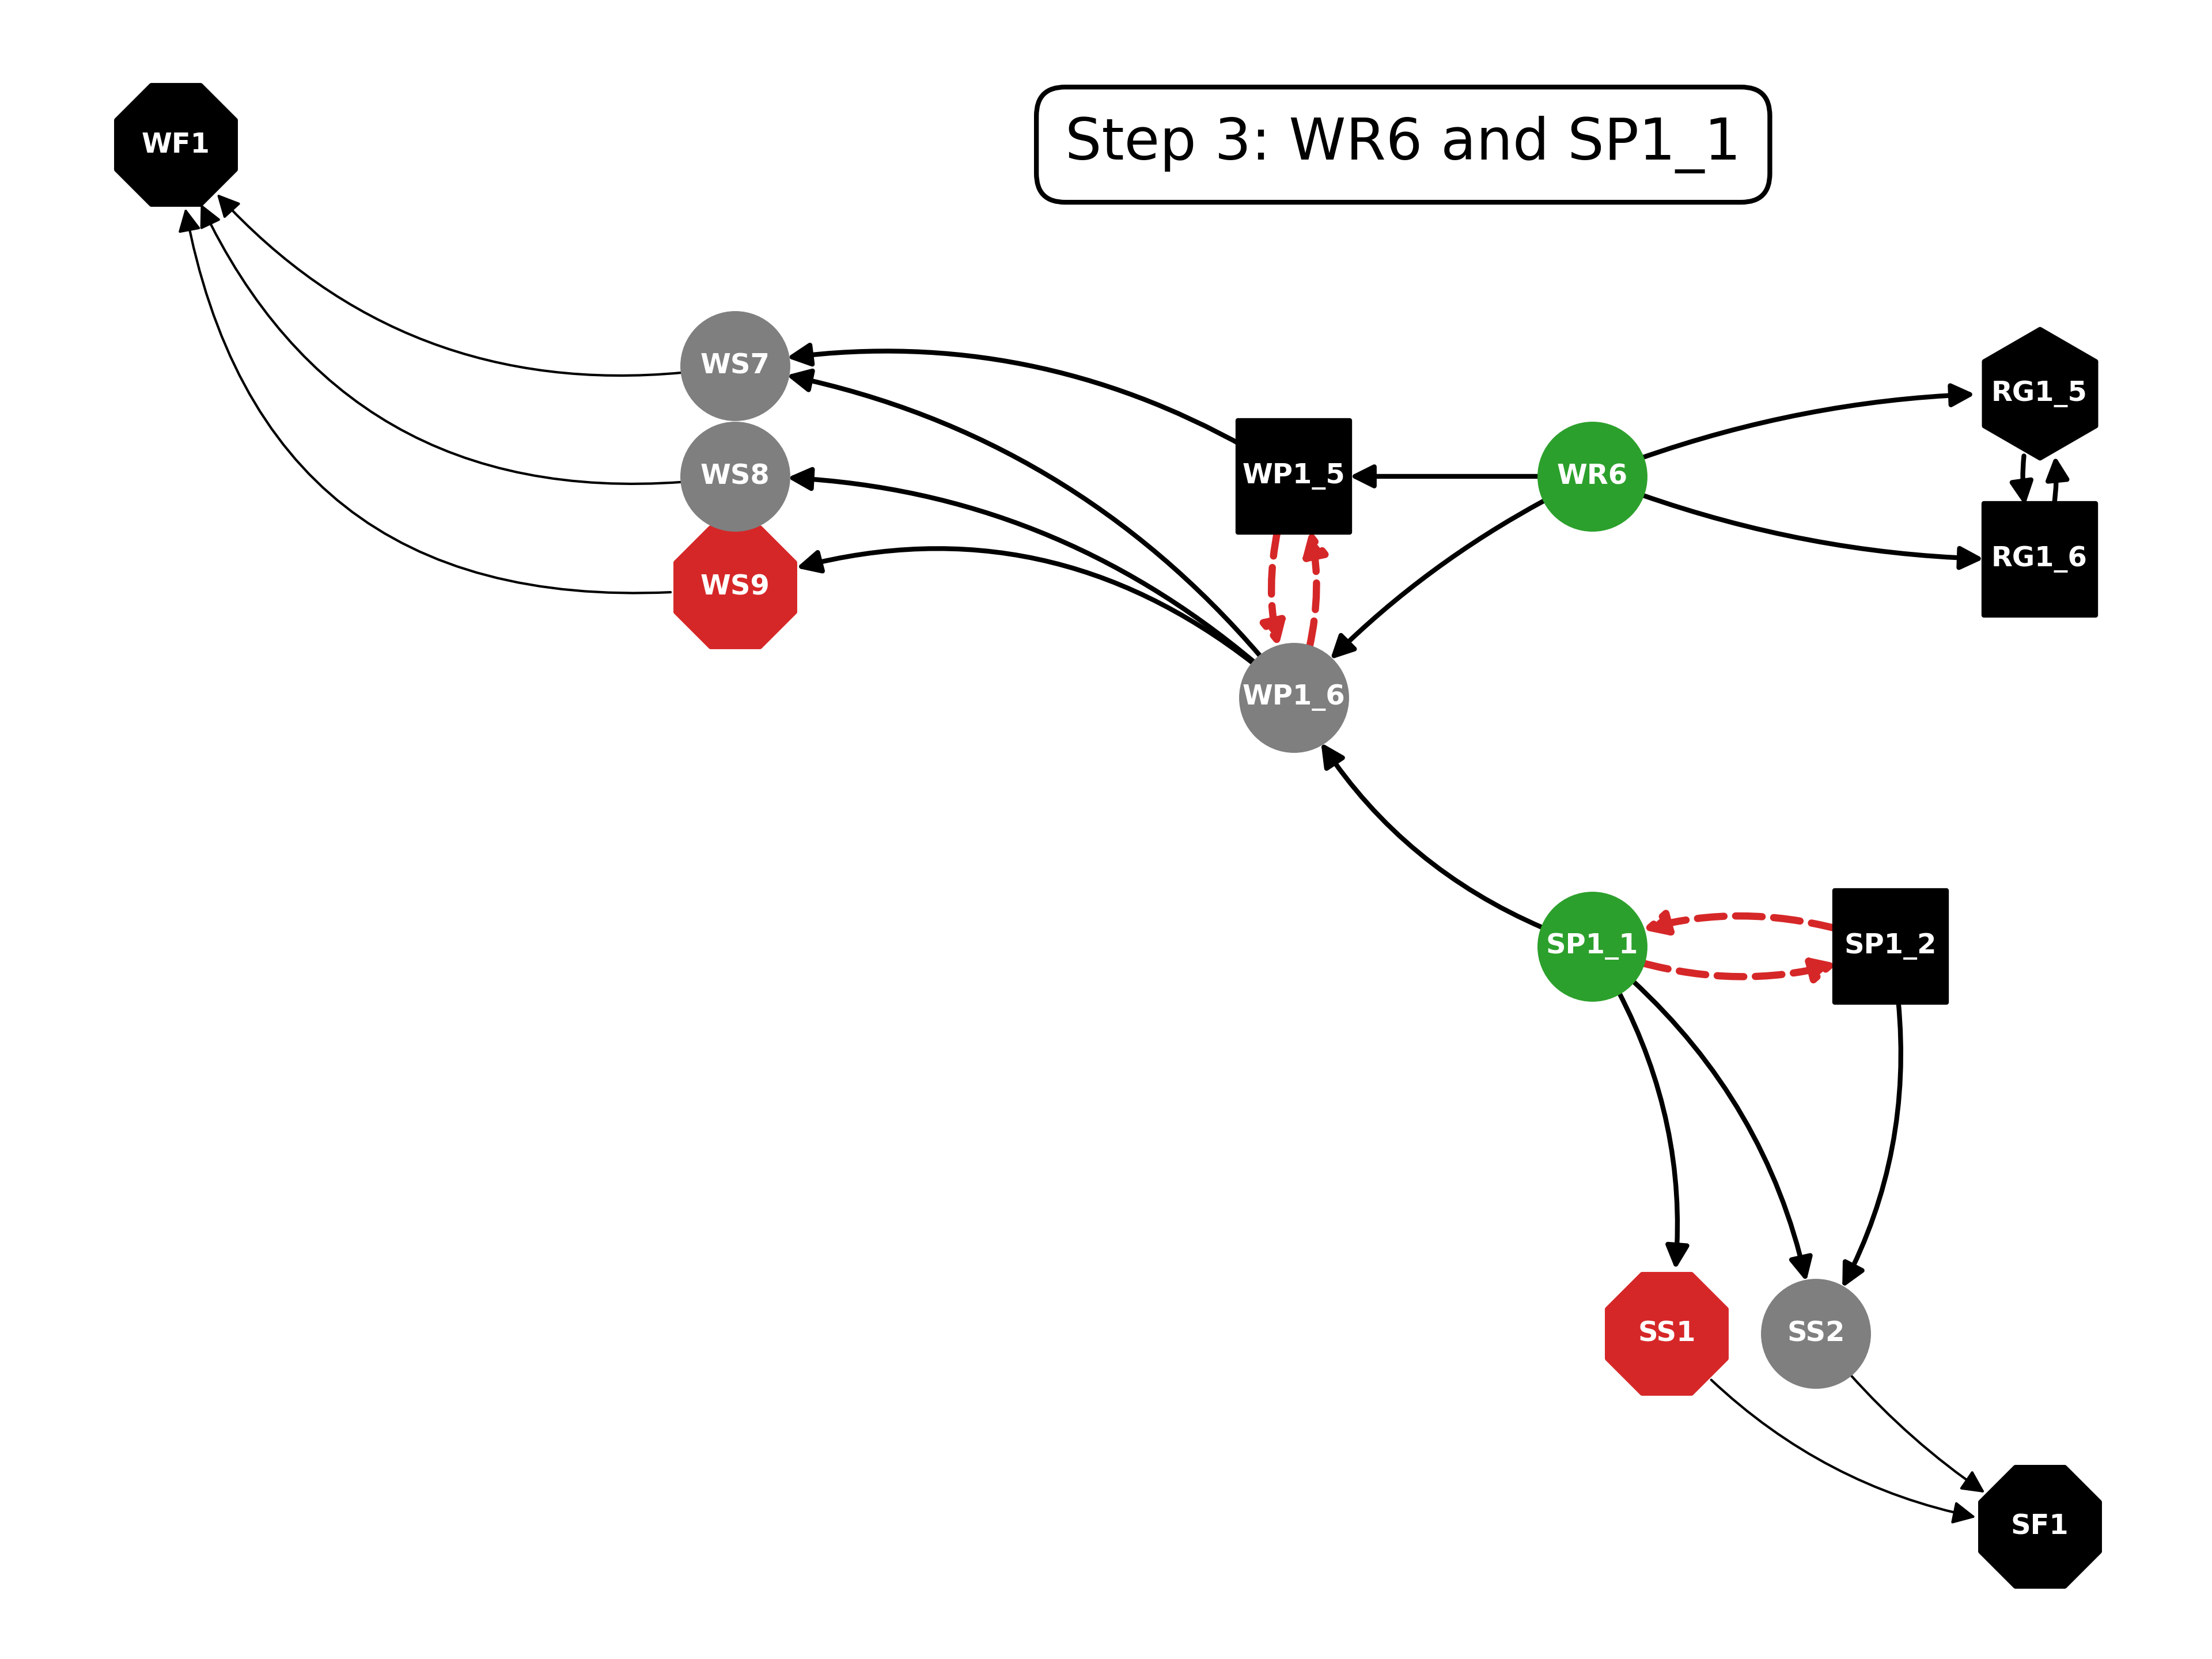 WF1
Step 3: WR6 and SP1_1
WS7
RG1_5
WS8
WP1_5
WR6
RG1_6
WS9
WP1_6
SP1_1
SP1_2
SS1
SS2
SF1